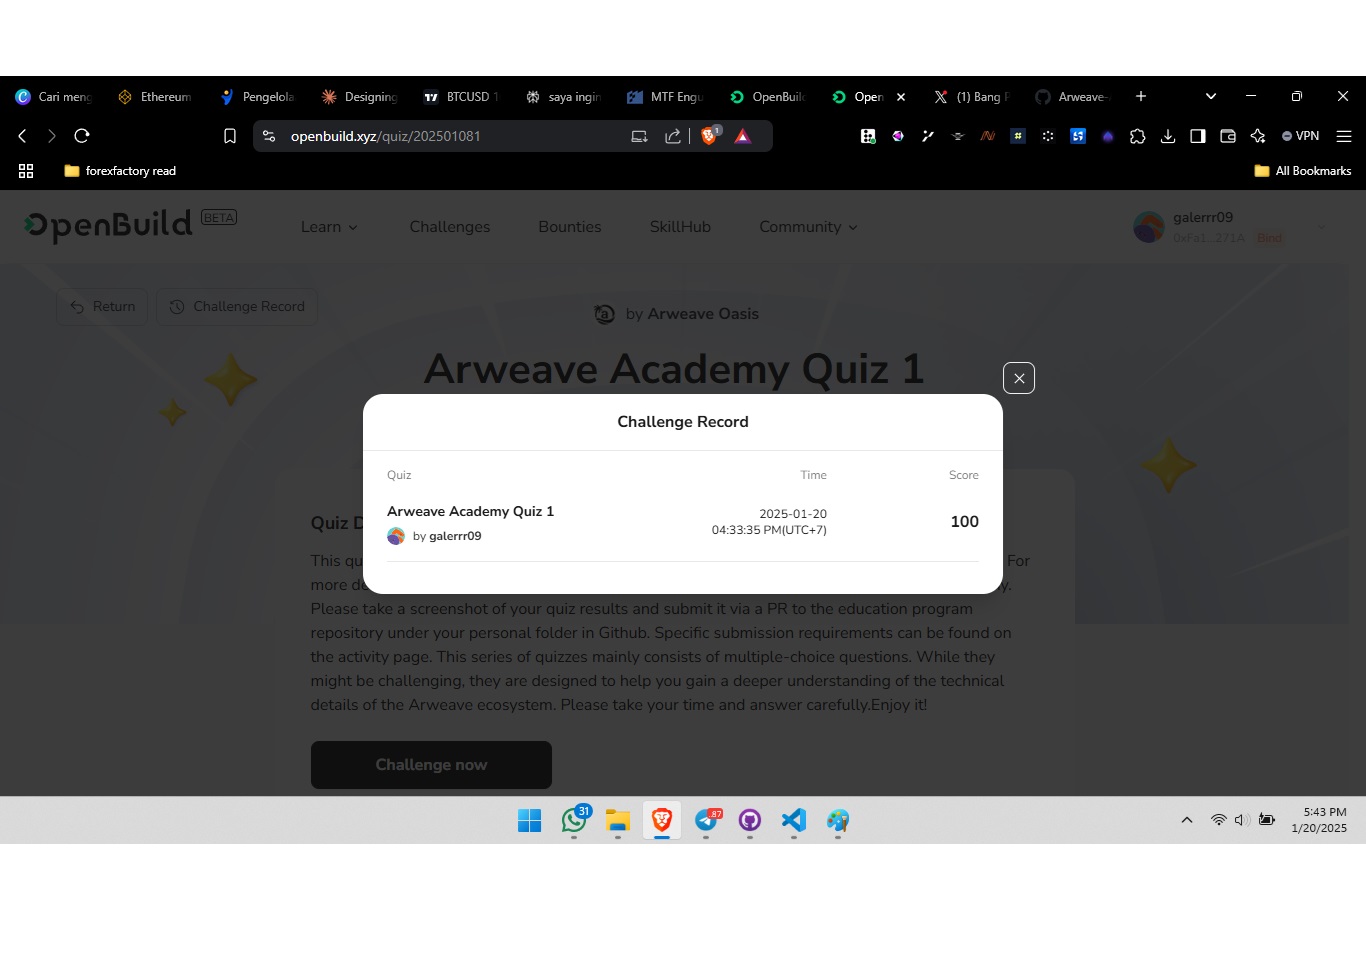 Cari meng
Ethereum
Pengelola
Designing
BTCUSD 1
saya ingin
MTF Engu
OpenBuild
Open
(1) Bang P
Arweave-
openbuild.xyz/quiz/202501081
1
VPN
forexfactory read
All Bookmarks
OpenBuild BETA
Learn
Challenges
Bounties
SkillHub
Community
galerrr09
0xFa1...271A Bind
Return
Challenge Record
by Arweave Oasis
Arweave Academy Quiz 1
Challenge Record
Quiz Time Score
Arweave Academy Quiz 1
by galerrr09
2025-01-20
04:33:35 PM(UTC+7)
100
Quiz D
This qu For
more de y.
Please take a screenshot of your quiz results and submit it via a PR to the education program
repository under your personal folder in Github. Specific submission requirements can be found on
the activity page. This series of quizzes mainly consists of multiple-choice questions. While they
might be challenging, they are designed to help you gain a deeper understanding of the technical
details of the Arweave ecosystem. Please take your time and answer carefully.Enjoy it!
Challenge now
31
87
5:43 PM
1/20/2025